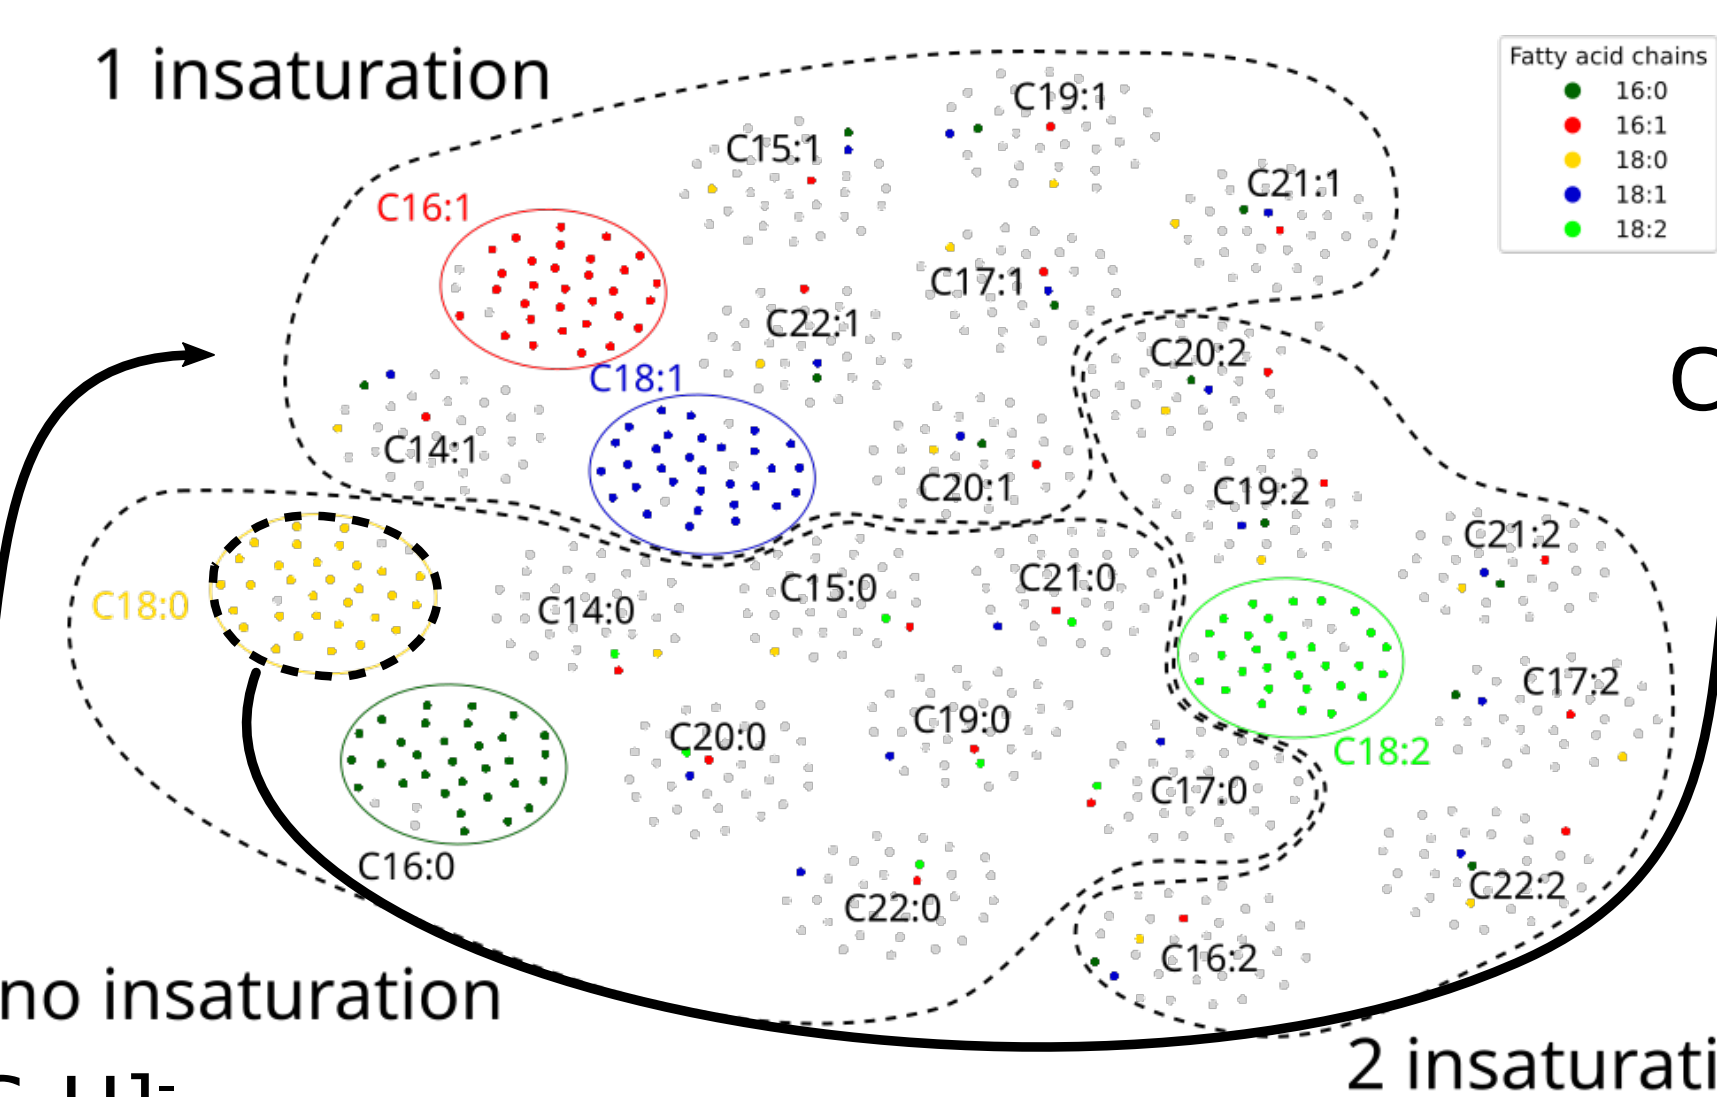 1 insaturation
Fatty acid chains
16:0
16:1
18:0
18:1
18:2
C19:1
C15:1
C21:1
C16:1
C17:1
C22:1
C20:2
C18:1
C14:1
C20:1
C19:2
C21:2
C18:0
C14:0
C15:0
C21:0
C17:2
C20:0
C19:0
C18:2
C17:0
C16:0
C22:0
C22:2
C16:2
no insaturation
2 insaturati